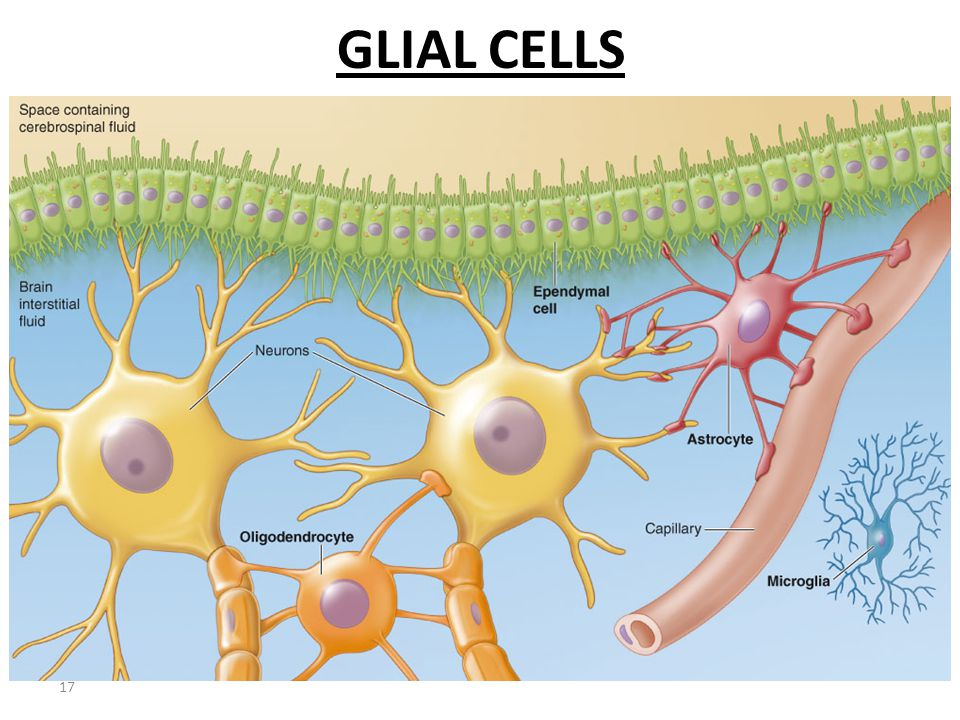 GLIAL CELLS
Space containing
cerebrospinal fluid
Brain
interstitial
fluid
Ependymal
cell
Neurons
Astrocyte
Oligodendrocyte
Capillary
Microglia
17